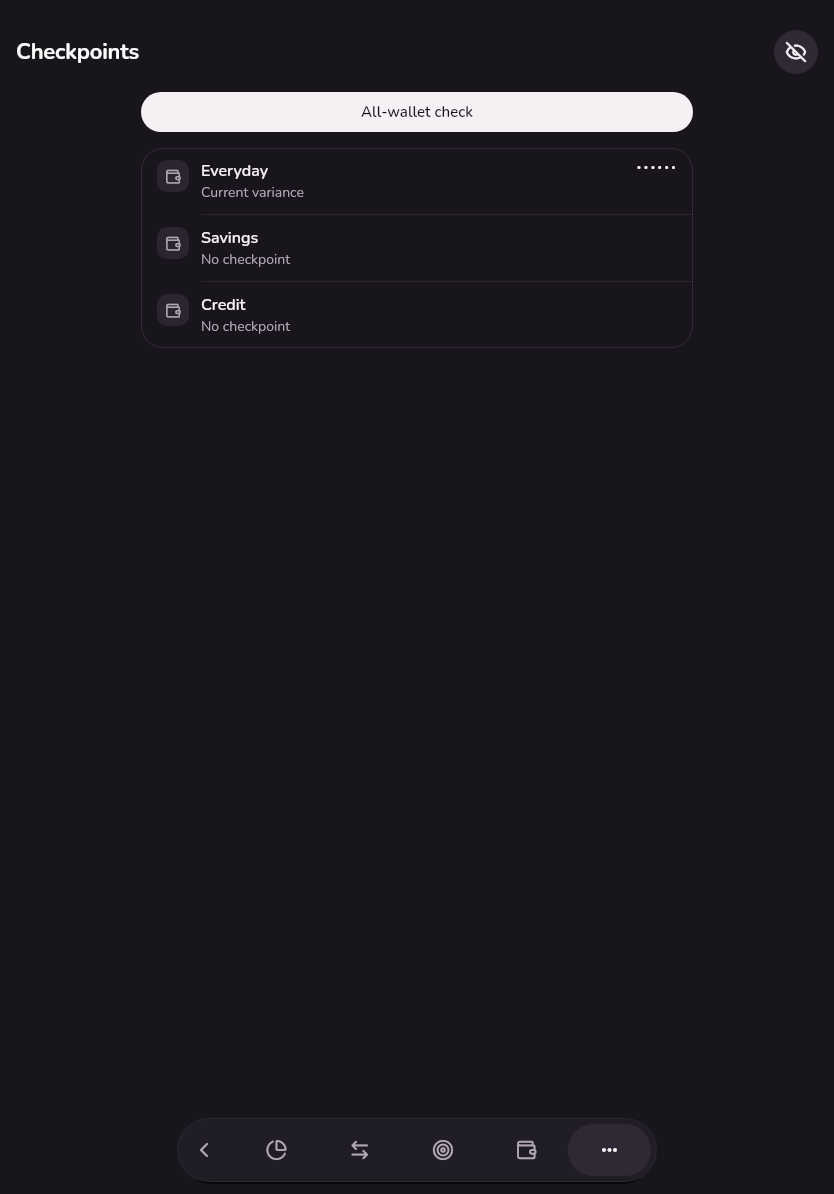 Checkpoints
All-wallet check
Everyday
••••••
Current variance
Savings
No checkpoint
Credit
No checkpoint